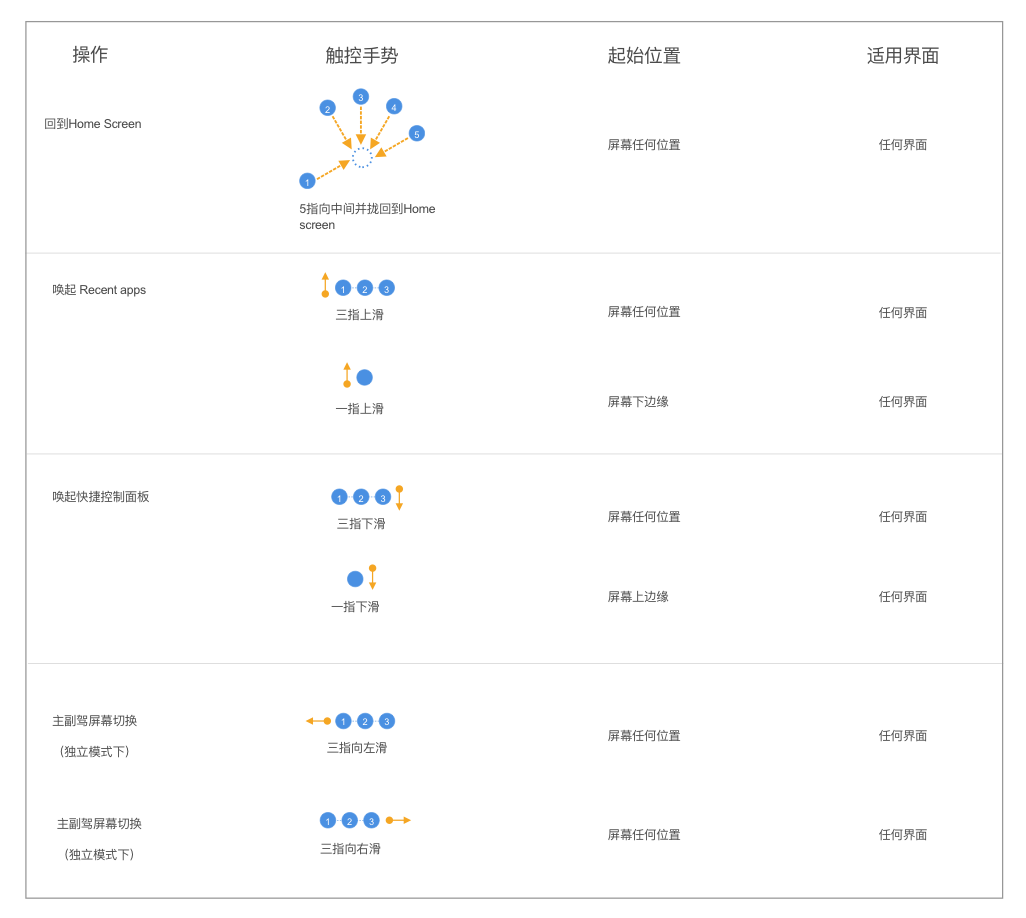 操作 触控手势 起始位置 适用界面
2 3 4 5 1
回到Home Screen
屏幕任何位置 任何界面
5指向中间并拢回到Home
screen
唤起 Recent apps
1 2 3
三指上滑
屏幕任何位置 任何界面
一指上滑
屏幕下边缘 任何界面
唤起快捷控制面板
1 2 3
三指下滑
屏幕任何位置 任何界面
一指下滑
屏幕上边缘 任何界面
主副驾屏幕切换
(独立模式下)
1 2 3
三指向左滑
屏幕任何位置 任何界面
主副驾屏幕切换
(独立模式下)
1 2 3
三指向右滑
屏幕任何位置 任何界面